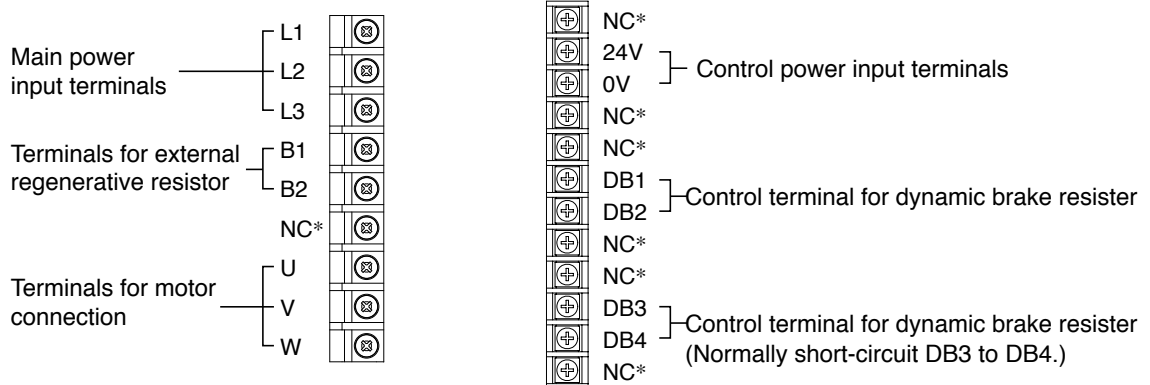 L1
Main power
input terminals
L2
L3
Terminals for external
regenerative resistor
B1
B2
NC*
Terminals for motor
connection
U
V
W
NC*
24V
0V
Control power input terminals
NC*
NC*
DB1
DB2
Control terminal for dynamic brake resister
NC*
NC*
DB3
DB4
Control terminal for dynamic brake resister
(Normally short-circuit DB3 to DB4.)
NC*